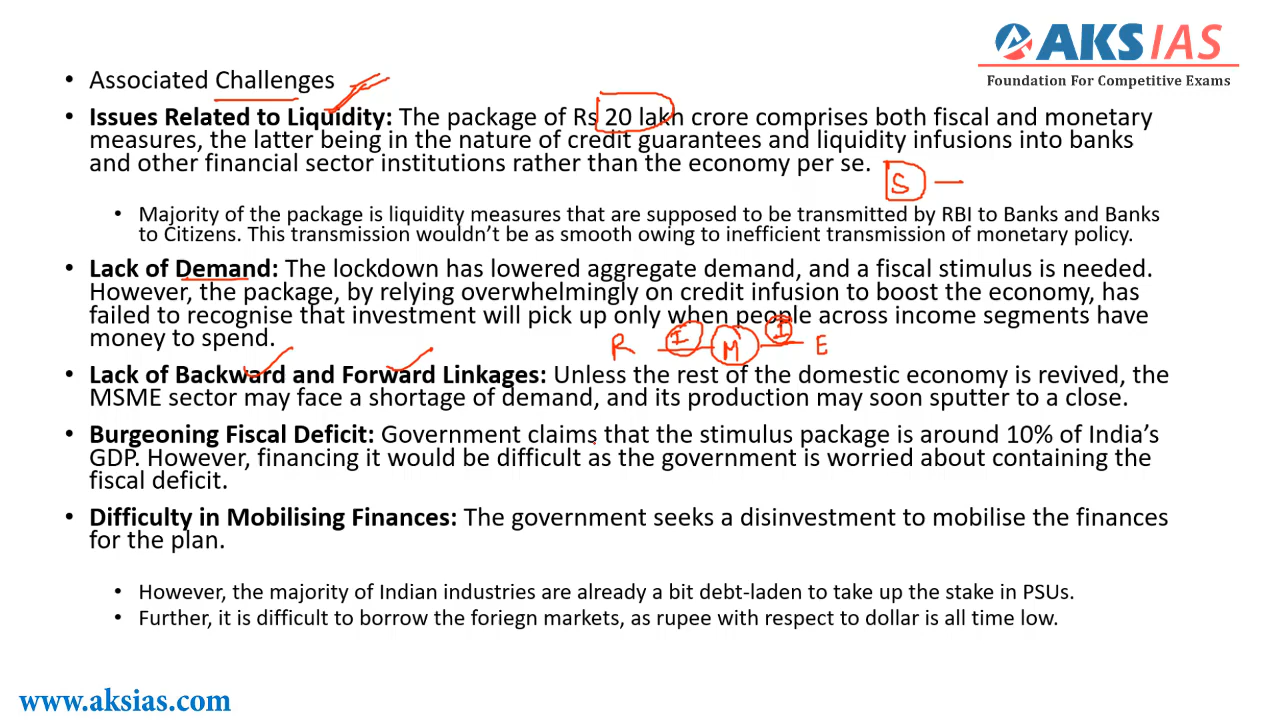 AKS IAS
Foundation For Competitive Exams
• Associated Challenges
• Issues Related to Liquidity: The package of Rs 20 lakh crore comprises both fiscal and monetary
measures, the latter being in the nature of credit guarantees and liquidity infusions into banks
and other financial sector institutions rather than the economy per se.
S —
• Majority of the package is liquidity measures that are supposed to be transmitted by RBI to Banks and Banks
to Citizens. This transmission wouldn't be as smooth owing to inefficient transmission of monetary policy.
• Lack of Demand: The lockdown has lowered aggregate demand, and a fiscal stimulus is needed.
However, the package, by relying overwhelmingly on credit infusion to boost the economy, has
failed to recognise that investment will pick up only when people across income segments have
money to spend.
R I M I E
• Lack of Backward and Forward Linkages: Unless the rest of the domestic economy is revived, the
MSME sector may face a shortage of demand, and its production may soon sputter to a close.
• Burgeoning Fiscal Deficit: Government claims that the stimulus package is around 10% of India's
GDP. However, financing it would be difficult as the government is worried about containing the
fiscal deficit.
• Difficulty in Mobilising Finances: The government seeks a disinvestment to mobilise the finances
for the plan.
• However, the majority of Indian industries are already a bit debt-laden to take up the stake in PSUs.
• Further, it is difficult to borrow the foriegn markets, as rupee with respect to dollar is all time low.
www.aksias.com